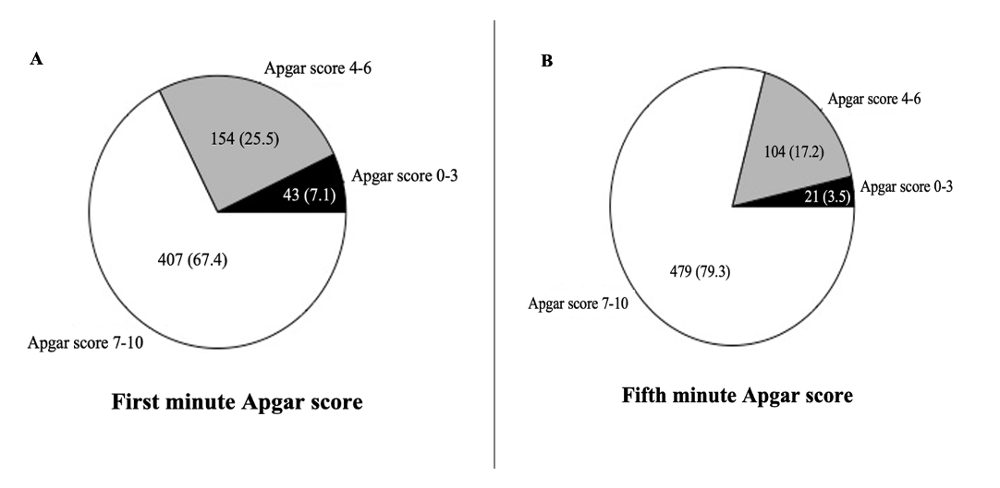 A
Apgar score 4-6
154 (25.5)
Apgar score 0-3
43 (7.1)
407 (67.4)
Apgar score 7-10
First minute Apgar score
B
Apgar score 4-6
104 (17.2)
Apgar score 0-3
21 (3.5)
479 (79.3)
Apgar score 7-10
Fifth minute Apgar score